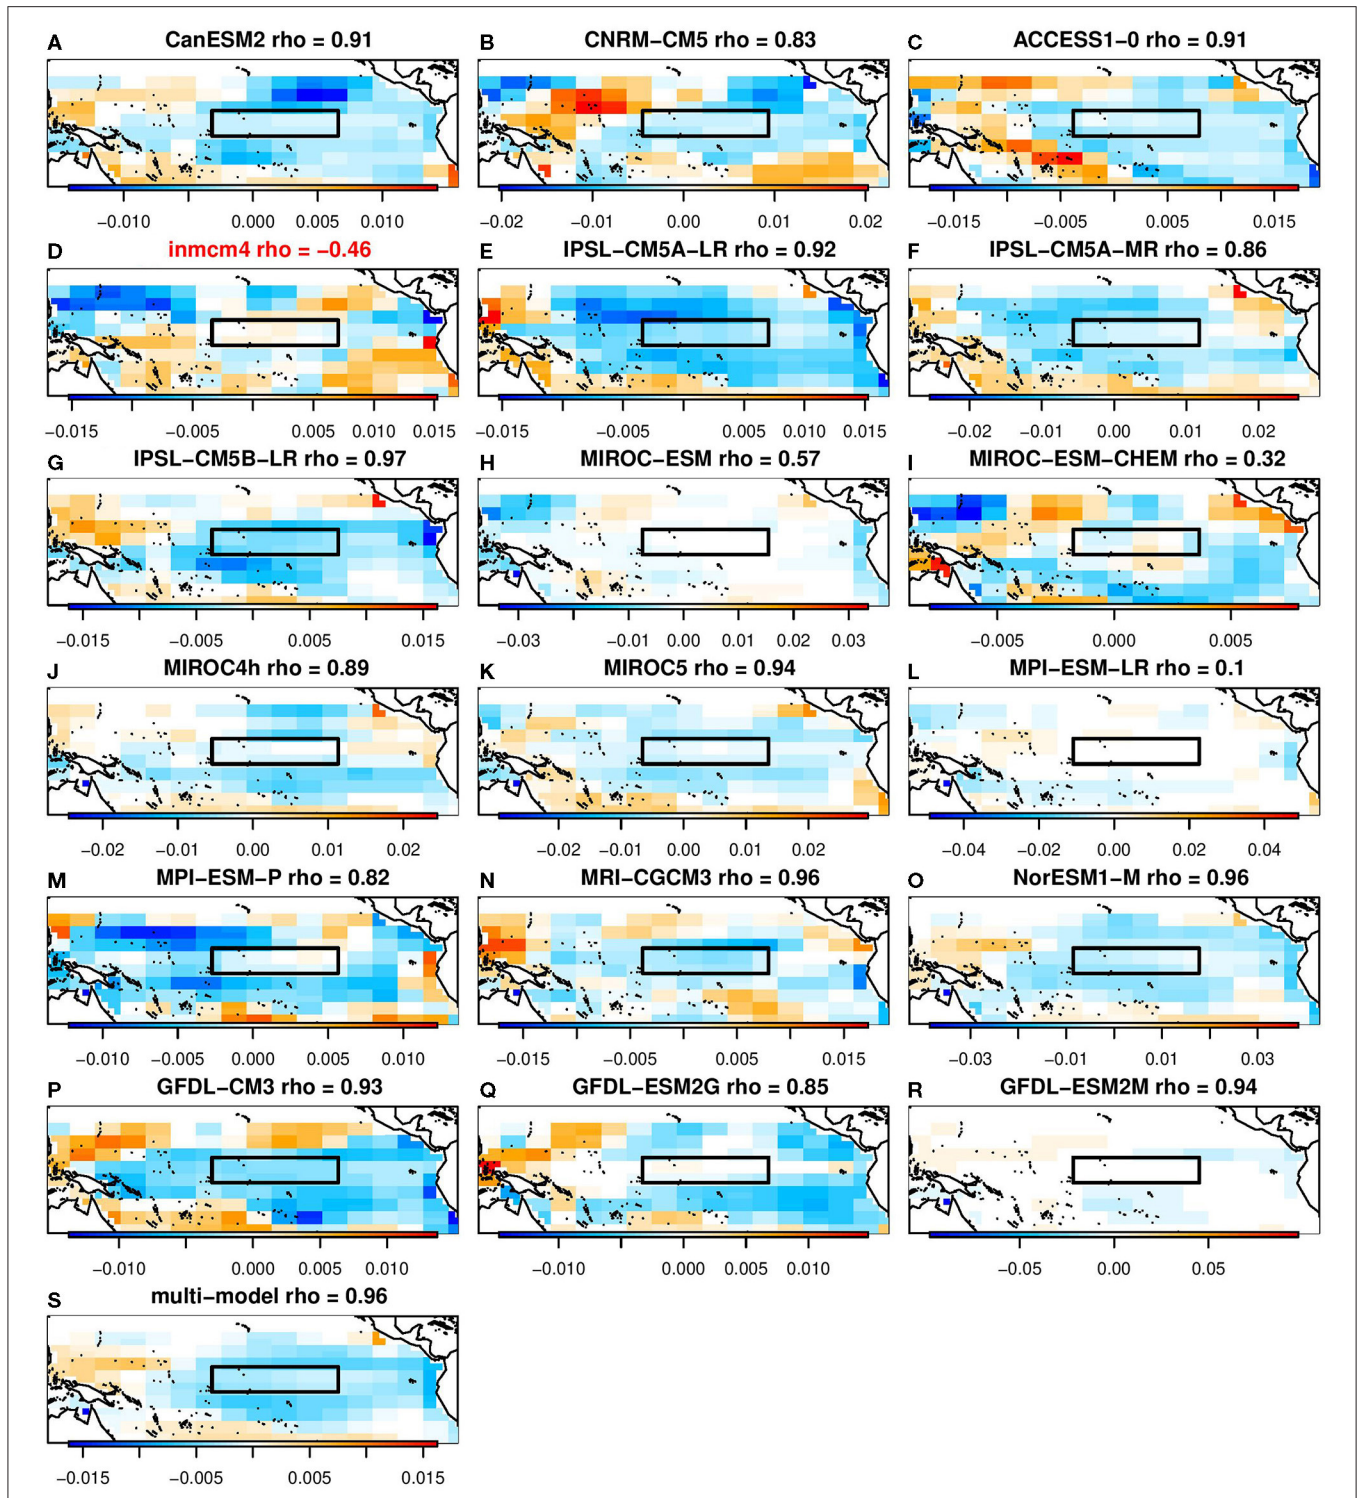 A CanESM2 rho = 0.91
B CNRM−CM5 rho = 0.83
C ACCESS1−0 rho = 0.91
−0.010 0.000 0.005 0.010
−0.02 −0.01 0.00 0.01 0.02
−0.015 −0.005 0.005 0.015
D inmcm4 rho = −0.46
E IPSL−CM5A−LR rho = 0.92
F IPSL−CM5A−MR rho = 0.86
−0.015 −0.005 0.005 0.010 0.015
−0.015 −0.005 0.005 0.010 0.015
−0.02 −0.01 0.00 0.01 0.02
G IPSL−CM5B−LR rho = 0.97
H MIROC−ESM rho = 0.57
I MIROC−ESM−CHEM rho = 0.32
−0.015 −0.005 0.005 0.015
−0.03 −0.01 0.00 0.01 0.03
−0.005 0.000 0.005
J MIROC4h rho = 0.89
K MIROC5 rho = 0.94
L MPI−ESM−LR rho = 0.1
−0.02 −0.01 0.00 0.01 0.02
−0.02 −0.01 0.00 0.01 0.02
−0.04 −0.02 0.00 0.02 0.04
M MPI−ESM−P rho = 0.82
N MRI−CGCM3 rho = 0.96
O NorESM1−M rho = 0.96
−0.010 −0.005 0.000 0.005 0.010
−0.015 −0.005 0.005 0.015
−0.03 −0.01 0.01 0.03
P GFDL−CM3 rho = 0.93
Q GFDL−ESM2G rho = 0.85
R GFDL−ESM2M rho = 0.94
−0.010 0.000 0.005 0.010
−0.010 0.000 0.005 0.010
−0.05 0.00 0.05
S multi−model rho = 0.96
−0.015 −0.005 0.005 0.015